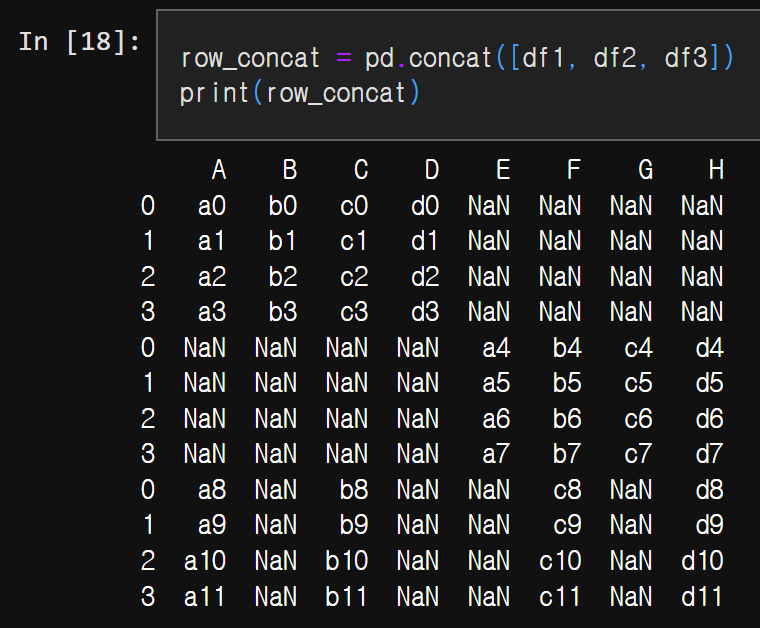 In [18]:
row_concat = pd.concat([df1, df2, df3])
print(row_concat)
A B C D E F G H
0 a0 b0 c0 d0 NaN NaN NaN NaN
1 a1 b1 c1 d1 NaN NaN NaN NaN
2 a2 b2 c2 d2 NaN NaN NaN NaN
3 a3 b3 c3 d3 NaN NaN NaN NaN
0 NaN NaN NaN NaN a4 b4 c4 d4
1 NaN NaN NaN NaN a5 b5 c5 d5
2 NaN NaN NaN NaN a6 b6 c6 d6
3 NaN NaN NaN NaN a7 b7 c7 d7
0 a8 NaN b8 NaN NaN c8 NaN d8
1 a9 NaN b9 NaN NaN c9 NaN d9
2 a10 NaN b10 NaN NaN c10 NaN d10
3 a11 NaN b11 NaN NaN c11 NaN d11